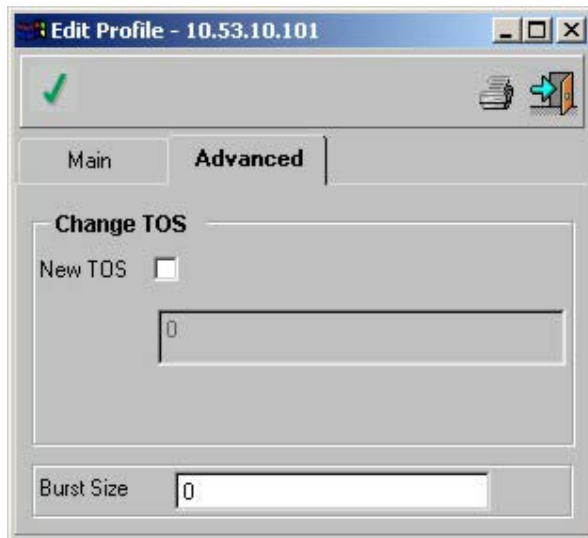 Edit Profile - 10.53.10.101
Main
Advanced
Change TOS
New TOS
0
Burst Size
0